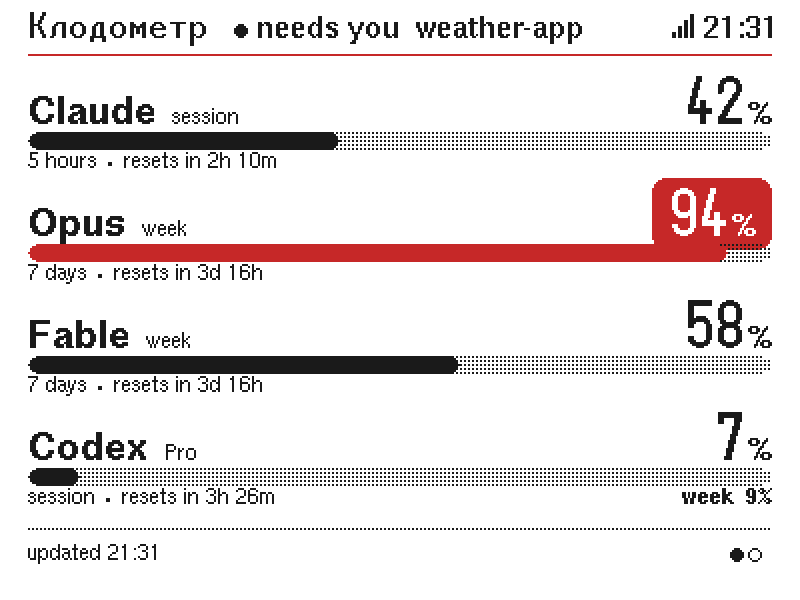 Клодометр ● needs you weather-app 21:31
Claude session 42%
5 hours • resets in 2h 10m
Opus week 94%
7 days • resets in 3d 16h
Fable week 58%
7 days • resets in 3d 16h
Codex Pro 7%
session • resets in 3h 26m week 9%
updated 21:31